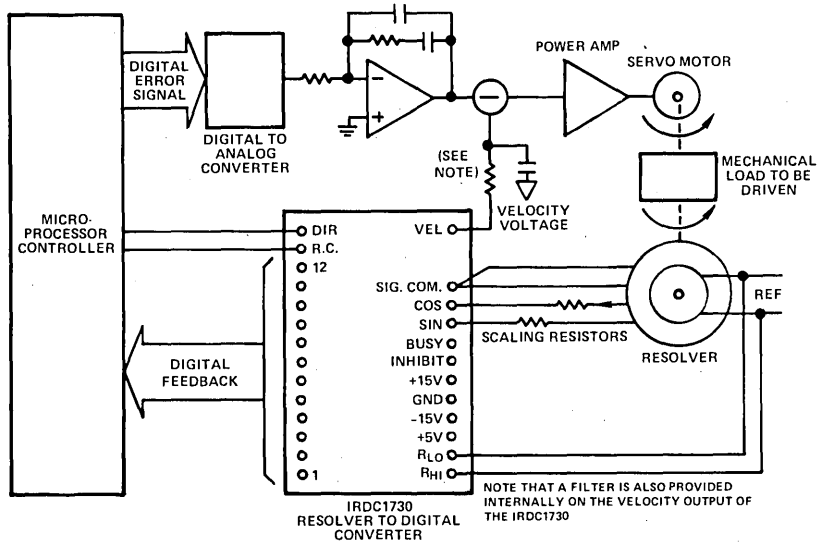 DIGITAL
ERROR
SIGNAL
DIGITAL TO
ANALOG
CONVERTER
−
+
−
POWER AMP
SERVO MOTOR
(SEE
NOTE)
VELOCITY
VOLTAGE
MECHANICAL
LOAD TO BE
DRIVEN
MICRO-
PROCESSOR
CONTROLLER
DIR
R.C.
12
1
DIGITAL
FEEDBACK
VEL
SIG. COM.
COS
SIN
BUSY
INHIBIT
+15V
GND
-15V
+5V
RLO
RHI
SCALING RESISTORS
REF
RESOLVER
IRDC1730
RESOLVER TO DIGITAL
CONVERTER
NOTE THAT A FILTER IS ALSO PROVIDED
INTERNALLY ON THE VELOCITY OUTPUT OF
THE IRDC1730